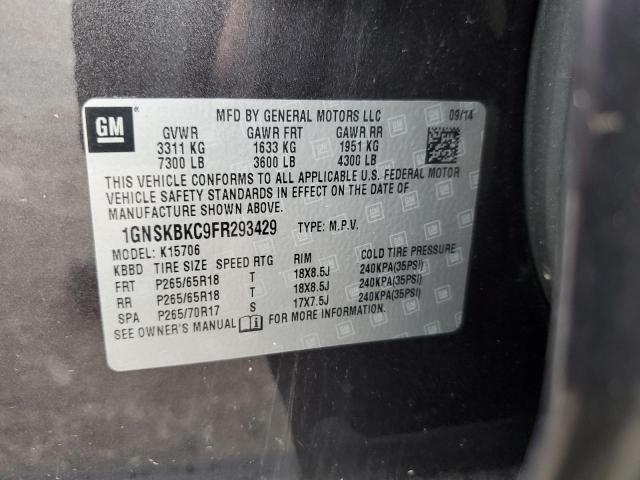 GM
MFD BY GENERAL MOTORS LLC 09/14
GVWR GAWR FRT GAWR RR
3311 KG 1633 KG 1951 KG
7300 LB 3600 LB 4300 LB
THIS VEHICLE CONFORMS TO ALL APPLICABLE U.S. FEDERAL MOTOR
VEHICLE SAFETY STANDARDS IN EFFECT ON THE DATE OF
MANUFACTURE SHOWN ABOVE.
1GNSKBKC9FR293429 TYPE: M.P.V.
MODEL: K15706
KBBD TIRE SIZE SPEED RTG RIM COLD TIRE PRESSURE
FRT P265/65R18 T 18X8.5J 240KPA(35PSI)
RR P265/65R18 T 18X8.5J 240KPA(35PSI)
SPA P265/70R17 S 17X7.5J 240KPA(35PSI)
SEE OWNER'S MANUAL FOR MORE INFORMATION.